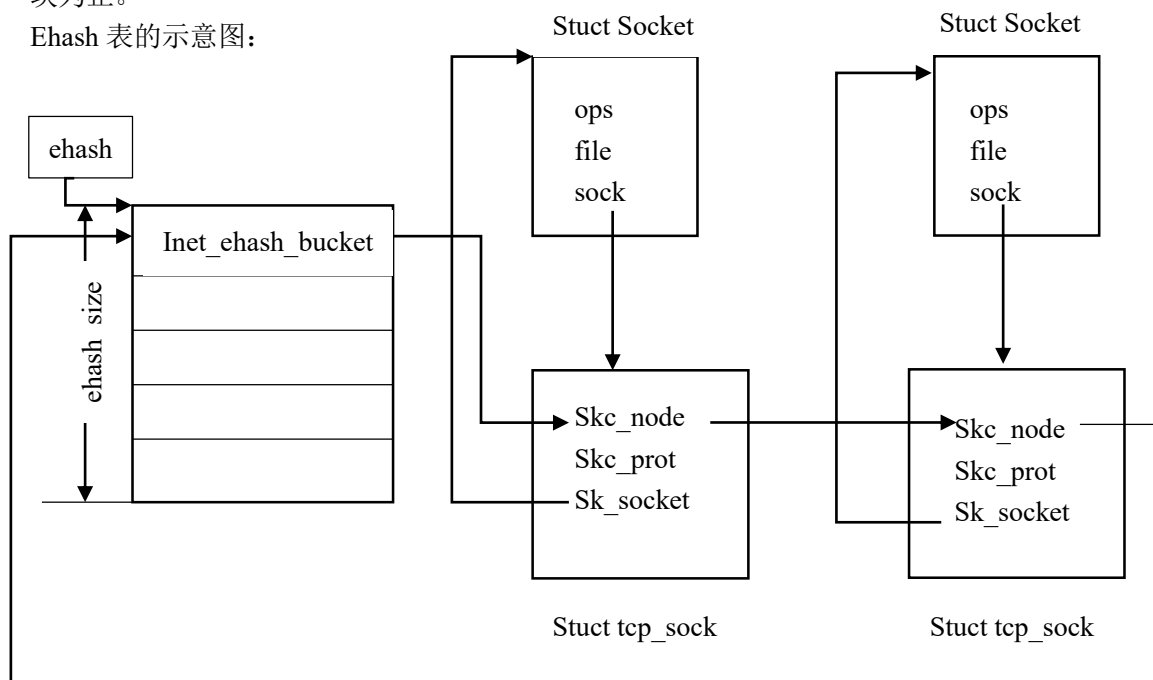 Ehash 表的示意图：
Stuct Socket
Stuct Socket
ops
file
sock
ops
file
sock
ehash
Inet_ehash_bucket
ehash size
Skc_node
Skc_prot
Sk_socket
Skc_node
Skc_prot
Sk_socket
Stuct tcp_sock
Stuct tcp_sock